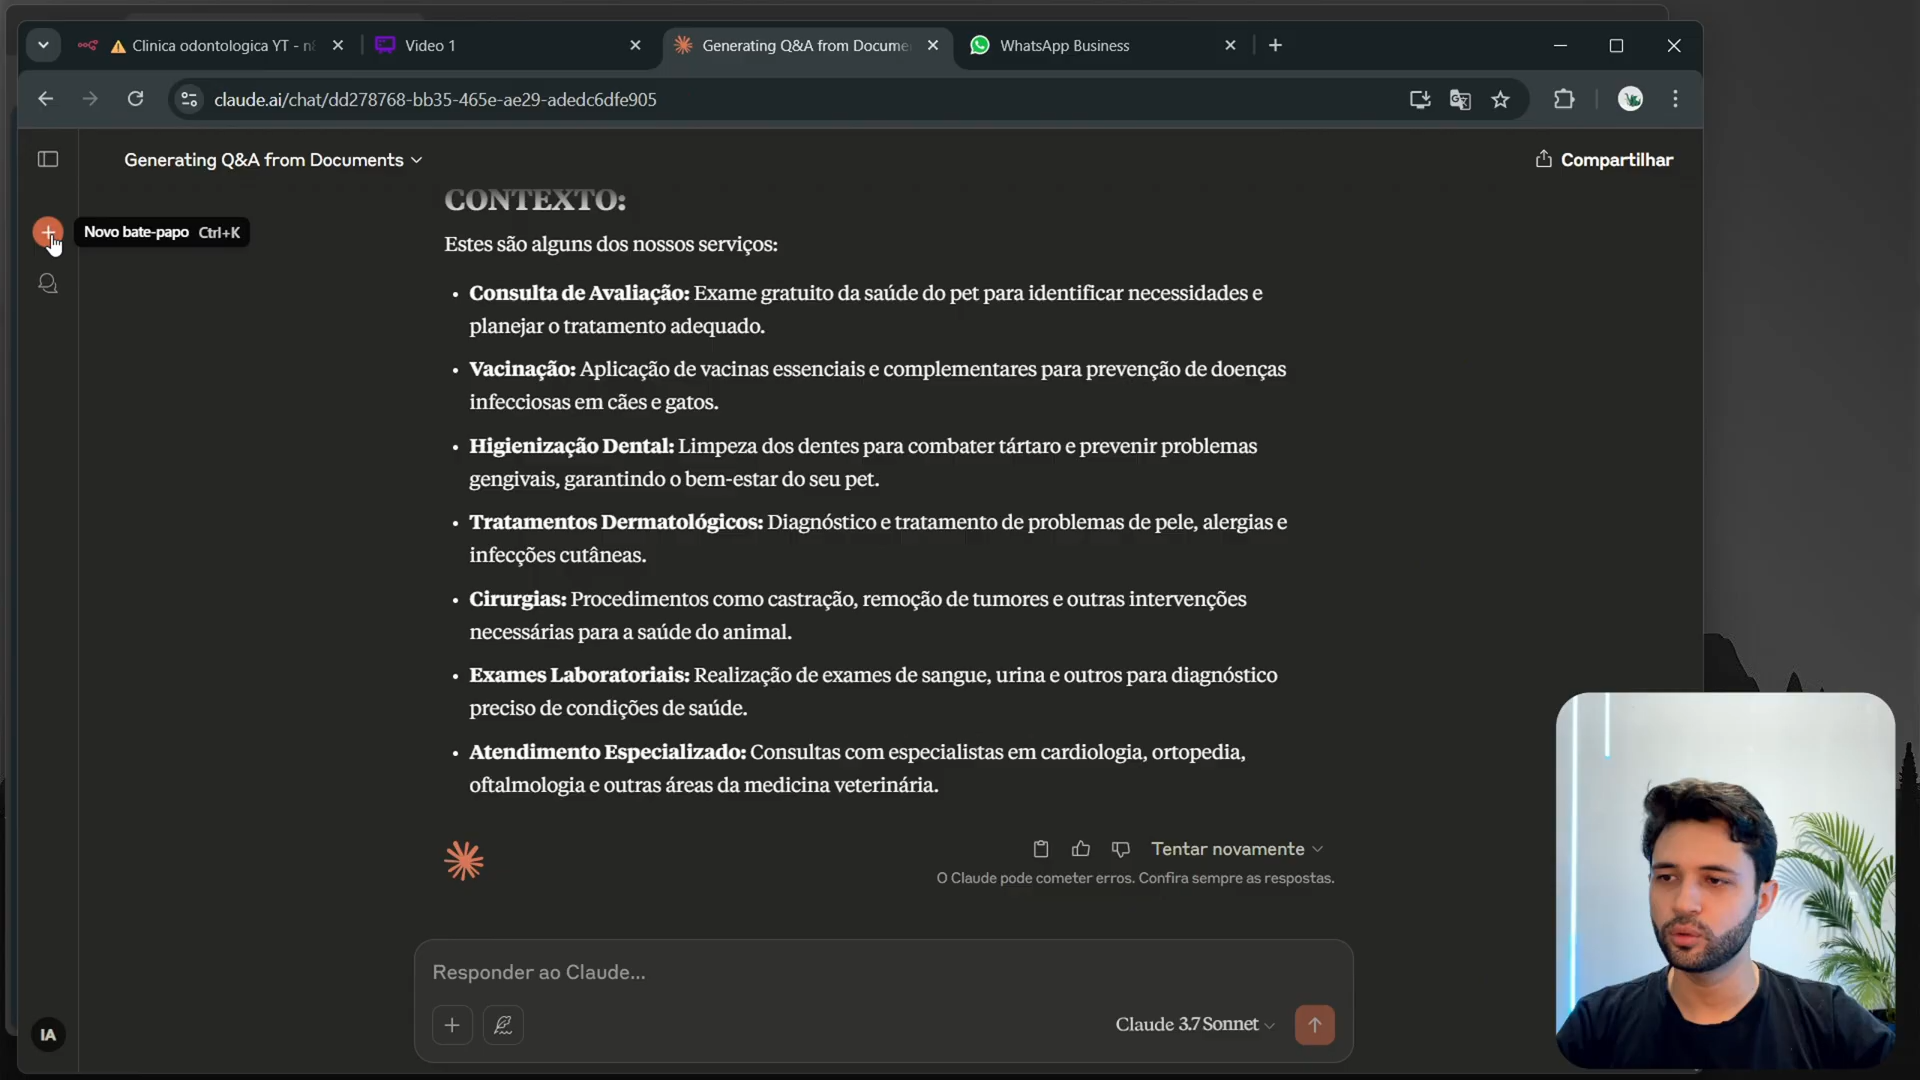 Clinica odontologica YT - n8
Video 1
Generating Q&A from Docume
WhatsApp Business
claude.ai/chat/dd278768-bb35-465e-ae29-adedc6dfe905
Generating Q&A from Documents
Compartilhar
Novo bate-papo Ctrl+K
CONTEXTO:
Estes são alguns dos nossos serviços:
• Consulta de Avaliação: Exame gratuito da saúde do pet para identificar necessidades e
planejar o tratamento adequado.
• Vacinação: Aplicação de vacinas essenciais e complementares para prevenção de doenças
infecciosas em cães e gatos.
• Higienização Dental: Limpeza dos dentes para combater tártaro e prevenir problemas
gengivais, garantindo o bem-estar do seu pet.
• Tratamentos Dermatológicos: Diagnóstico e tratamento de problemas de pele, alergias e
infecções cutâneas.
• Cirurgias: Procedimentos como castração, remoção de tumores e outras intervenções
necessárias para a saúde do animal.
• Exames Laboratoriais: Realização de exames de sangue, urina e outros para diagnóstico
preciso de condições de saúde.
• Atendimento Especializado: Consultas com especialistas em cardiologia, ortopedia,
oftalmologia e outras áreas da medicina veterinária.
Tentar novamente
O Claude pode cometer erros. Confira sempre as respostas.
Responder ao Claude...
Claude 3.7 Sonnet
IA